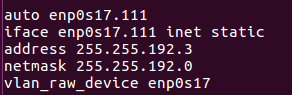 auto enp0s17.111
iface enp0s17.111 inet static
address 255.255.192.3
netmask 255.255.192.0
vlan_raw_device enp0s17